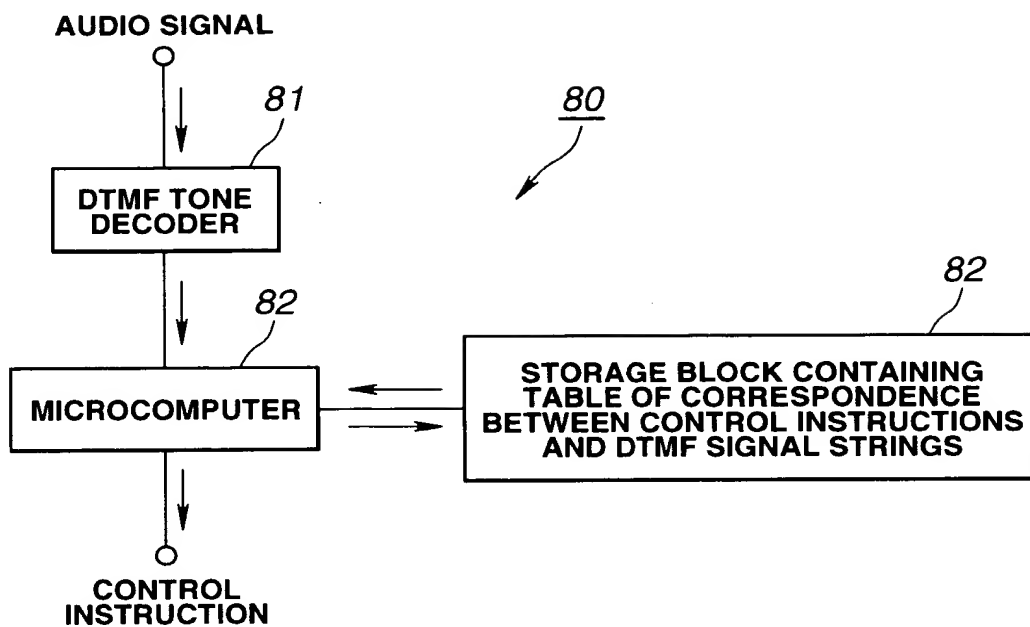 AUDIO SIGNAL
81
80
DTMF TONE
DECODER
82
82
MICROCOMPUTER
STORAGE BLOCK CONTAINING
TABLE OF CORRESPONDENCE
BETWEEN CONTROL INSTRUCTIONS
AND DTMF SIGNAL STRINGS
CONTROL
INSTRUCTION